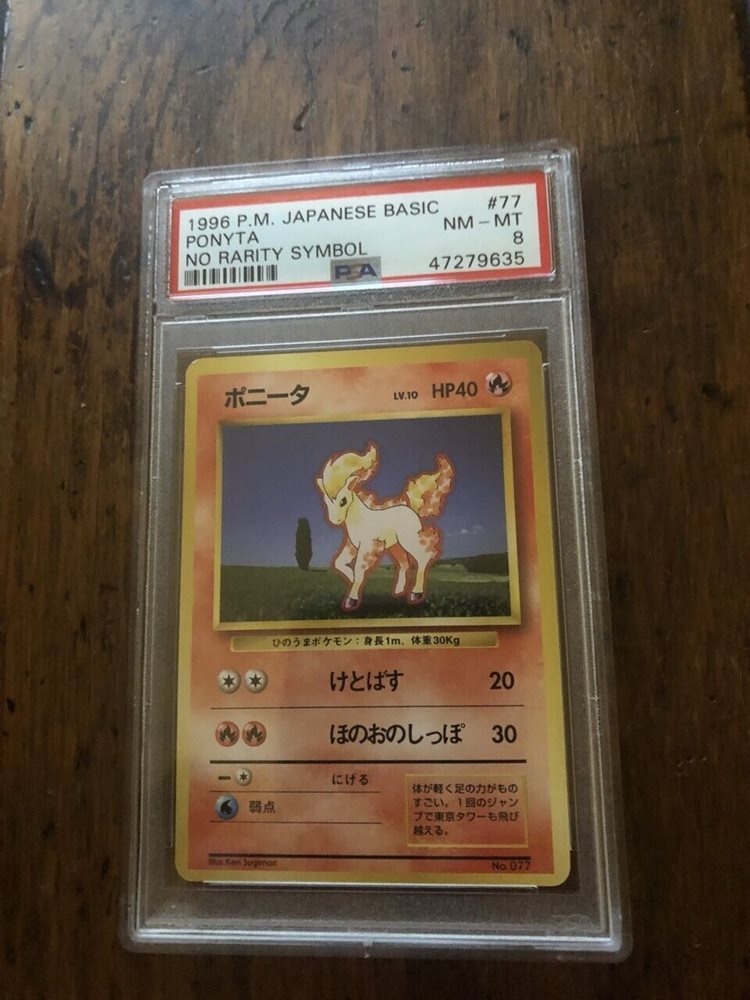 1996 P.M. JAPANESE BASIC #77
PONYTA NM-MT
NO RARITY SYMBOL 8
PSA 47279635
ポニータ LV.10 HP40
ひのうまポケモン：身長1m、体重30Kg
けとばす 20
ほのおのしっぽ 30
にげる
弱点
体が軽く足の力がもの
すごい。1回のジャン
プで東京タワーも飛び
越える。
Illus. Ken Sugimori
No. 077